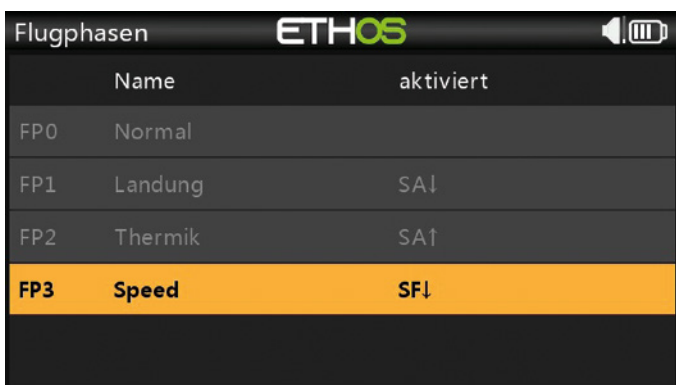 Flugphasen ETHOS
Name aktiviert
FP0 Normal
FP1 Landung SA↓
FP2 Thermik SA↑
FP3 Speed SF↓